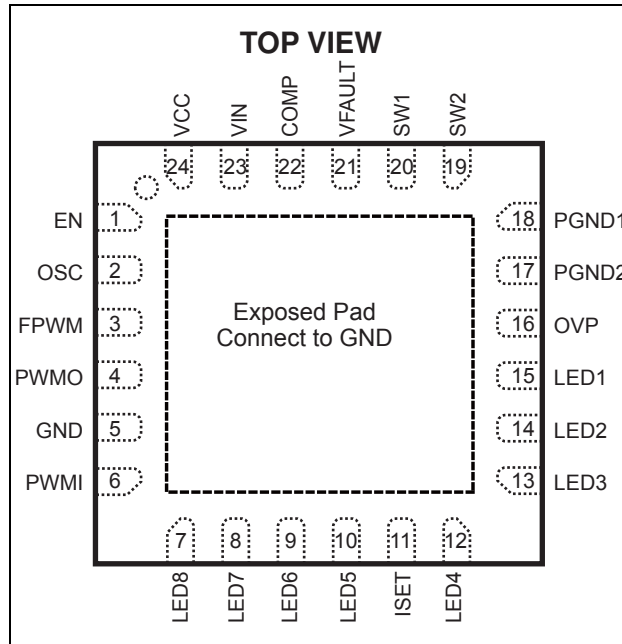 TOP VIEW
VCC
VIN
COMP
VFAULT
SW1
SW2
24
23
22
21
20
19
EN 1
OSC 2
FPWM 3
PWMO 4
GND 5
PWMI 6
Exposed Pad
Connect to GND
18 PGND1
17 PGND2
16 OVP
15 LED1
14 LED2
13 LED3
7
8
9
10
11
12
LED8
LED7
LED6
LED5
ISET
LED4